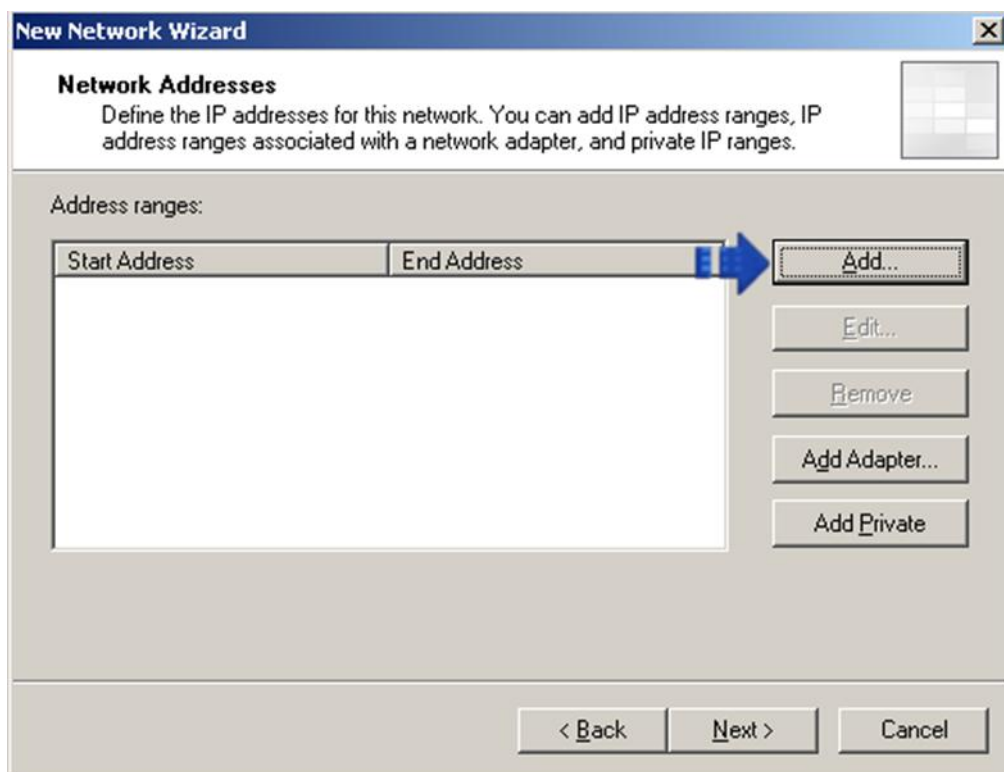 New Network Wizard
Network Addresses
Define the IP addresses for this network. You can add IP address ranges, IP
address ranges associated with a network adapter, and private IP ranges.
Address ranges:
Start Address
End Address
Add...
Edit...
Remove
Add Adapter...
Add Private
< Back
Next >
Cancel